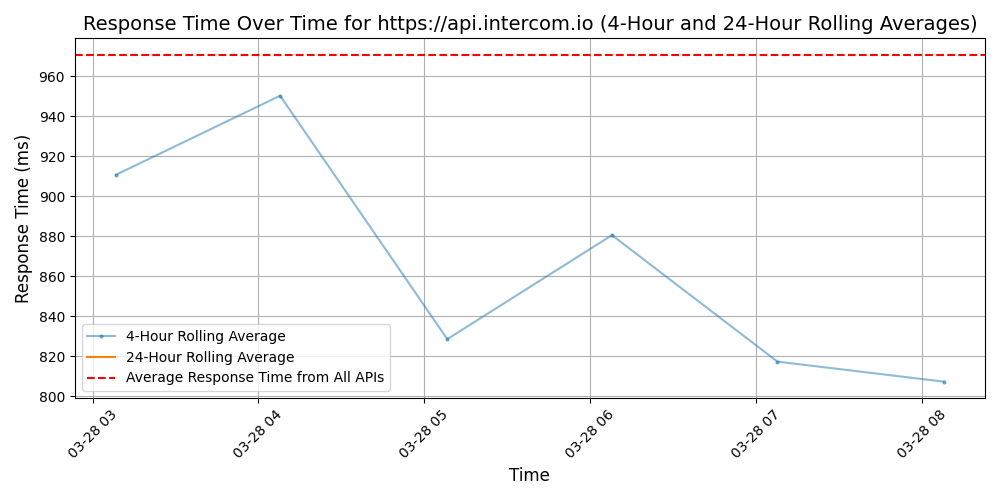 Response Time Over Time for https://api.intercom.io (4-Hour and 24-Hour Rolling Averages)
Response Time (ms)
960
940
920
900
880
860
840
820
800
4-Hour Rolling Average
24-Hour Rolling Average
Average Response Time from All APIs
03-28 03
03-28 04
03-28 05
03-28 06
03-28 07
03-28 08
Time